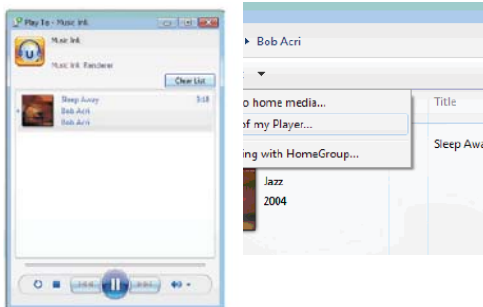 Play To - Music Ink
Music Ink
Music Ink Renderer
Clear List
Sleep Away
3:18
Bob Acri
Bob Acri
Bob Acri
o home media...
of my Player...
ing with HomeGroup...
Title
Sleep Awa
Jazz
2004